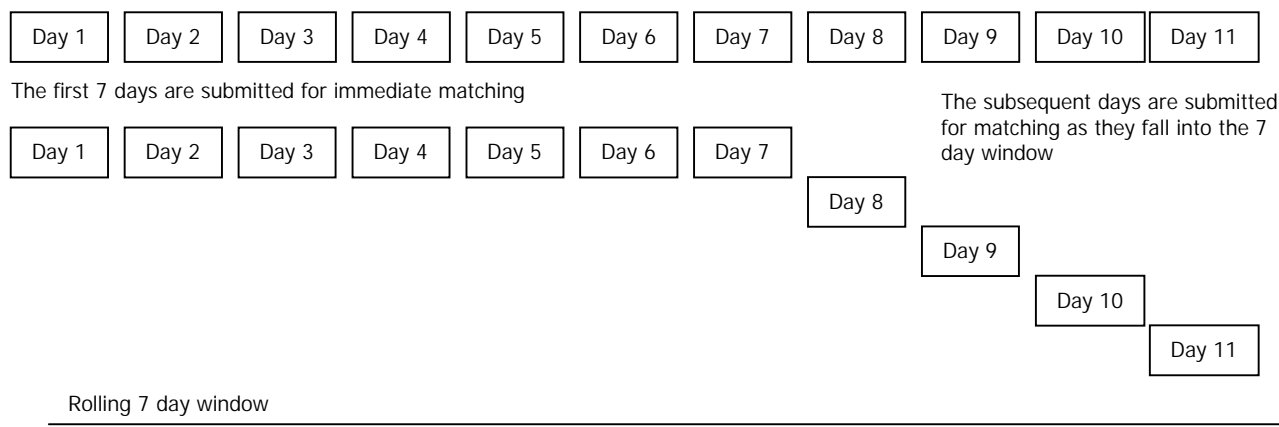 Day 1 Day 2 Day 3 Day 4 Day 5 Day 6 Day 7 Day 8 Day 9 Day 10 Day 11
The first 7 days are submitted for immediate matching
The subsequent days are submitted
for matching as they fall into the 7
day window
Day 1 Day 2 Day 3 Day 4 Day 5 Day 6 Day 7
Day 8
Day 9
Day 10
Day 11
Rolling 7 day window